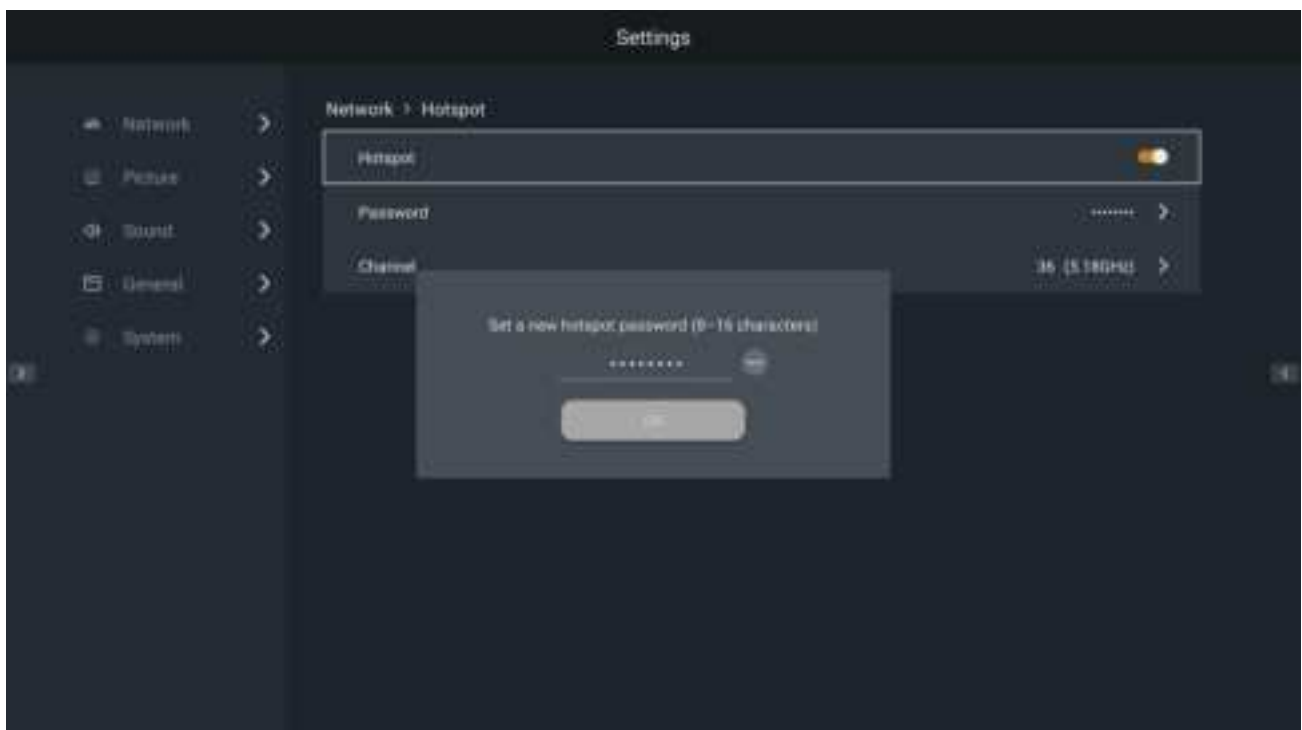 Settings
Network > Hotspot
Network
Hotspot
Picture
Password
••••••••
Sound
Channel
36 (5.18GHz)
General
Set a new hotspot password (8–16 characters)
System
••••••••